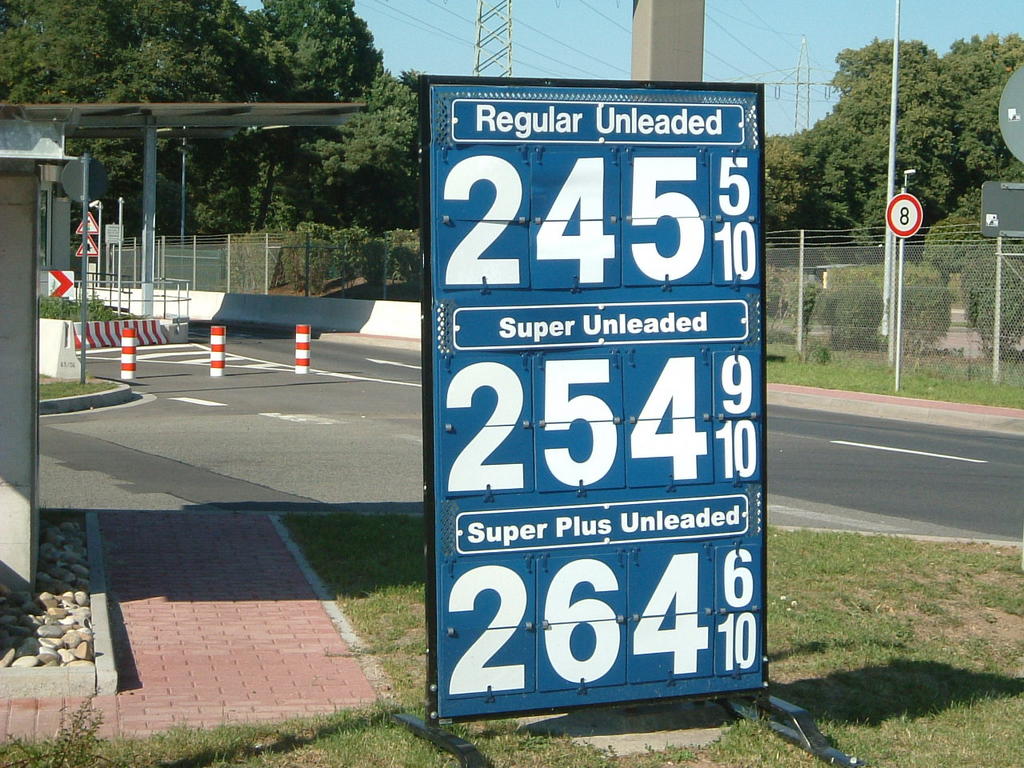 Regular Unleaded
245 5/10
Super Unleaded
254 9/10
Super Plus Unleaded
264 6/10
8